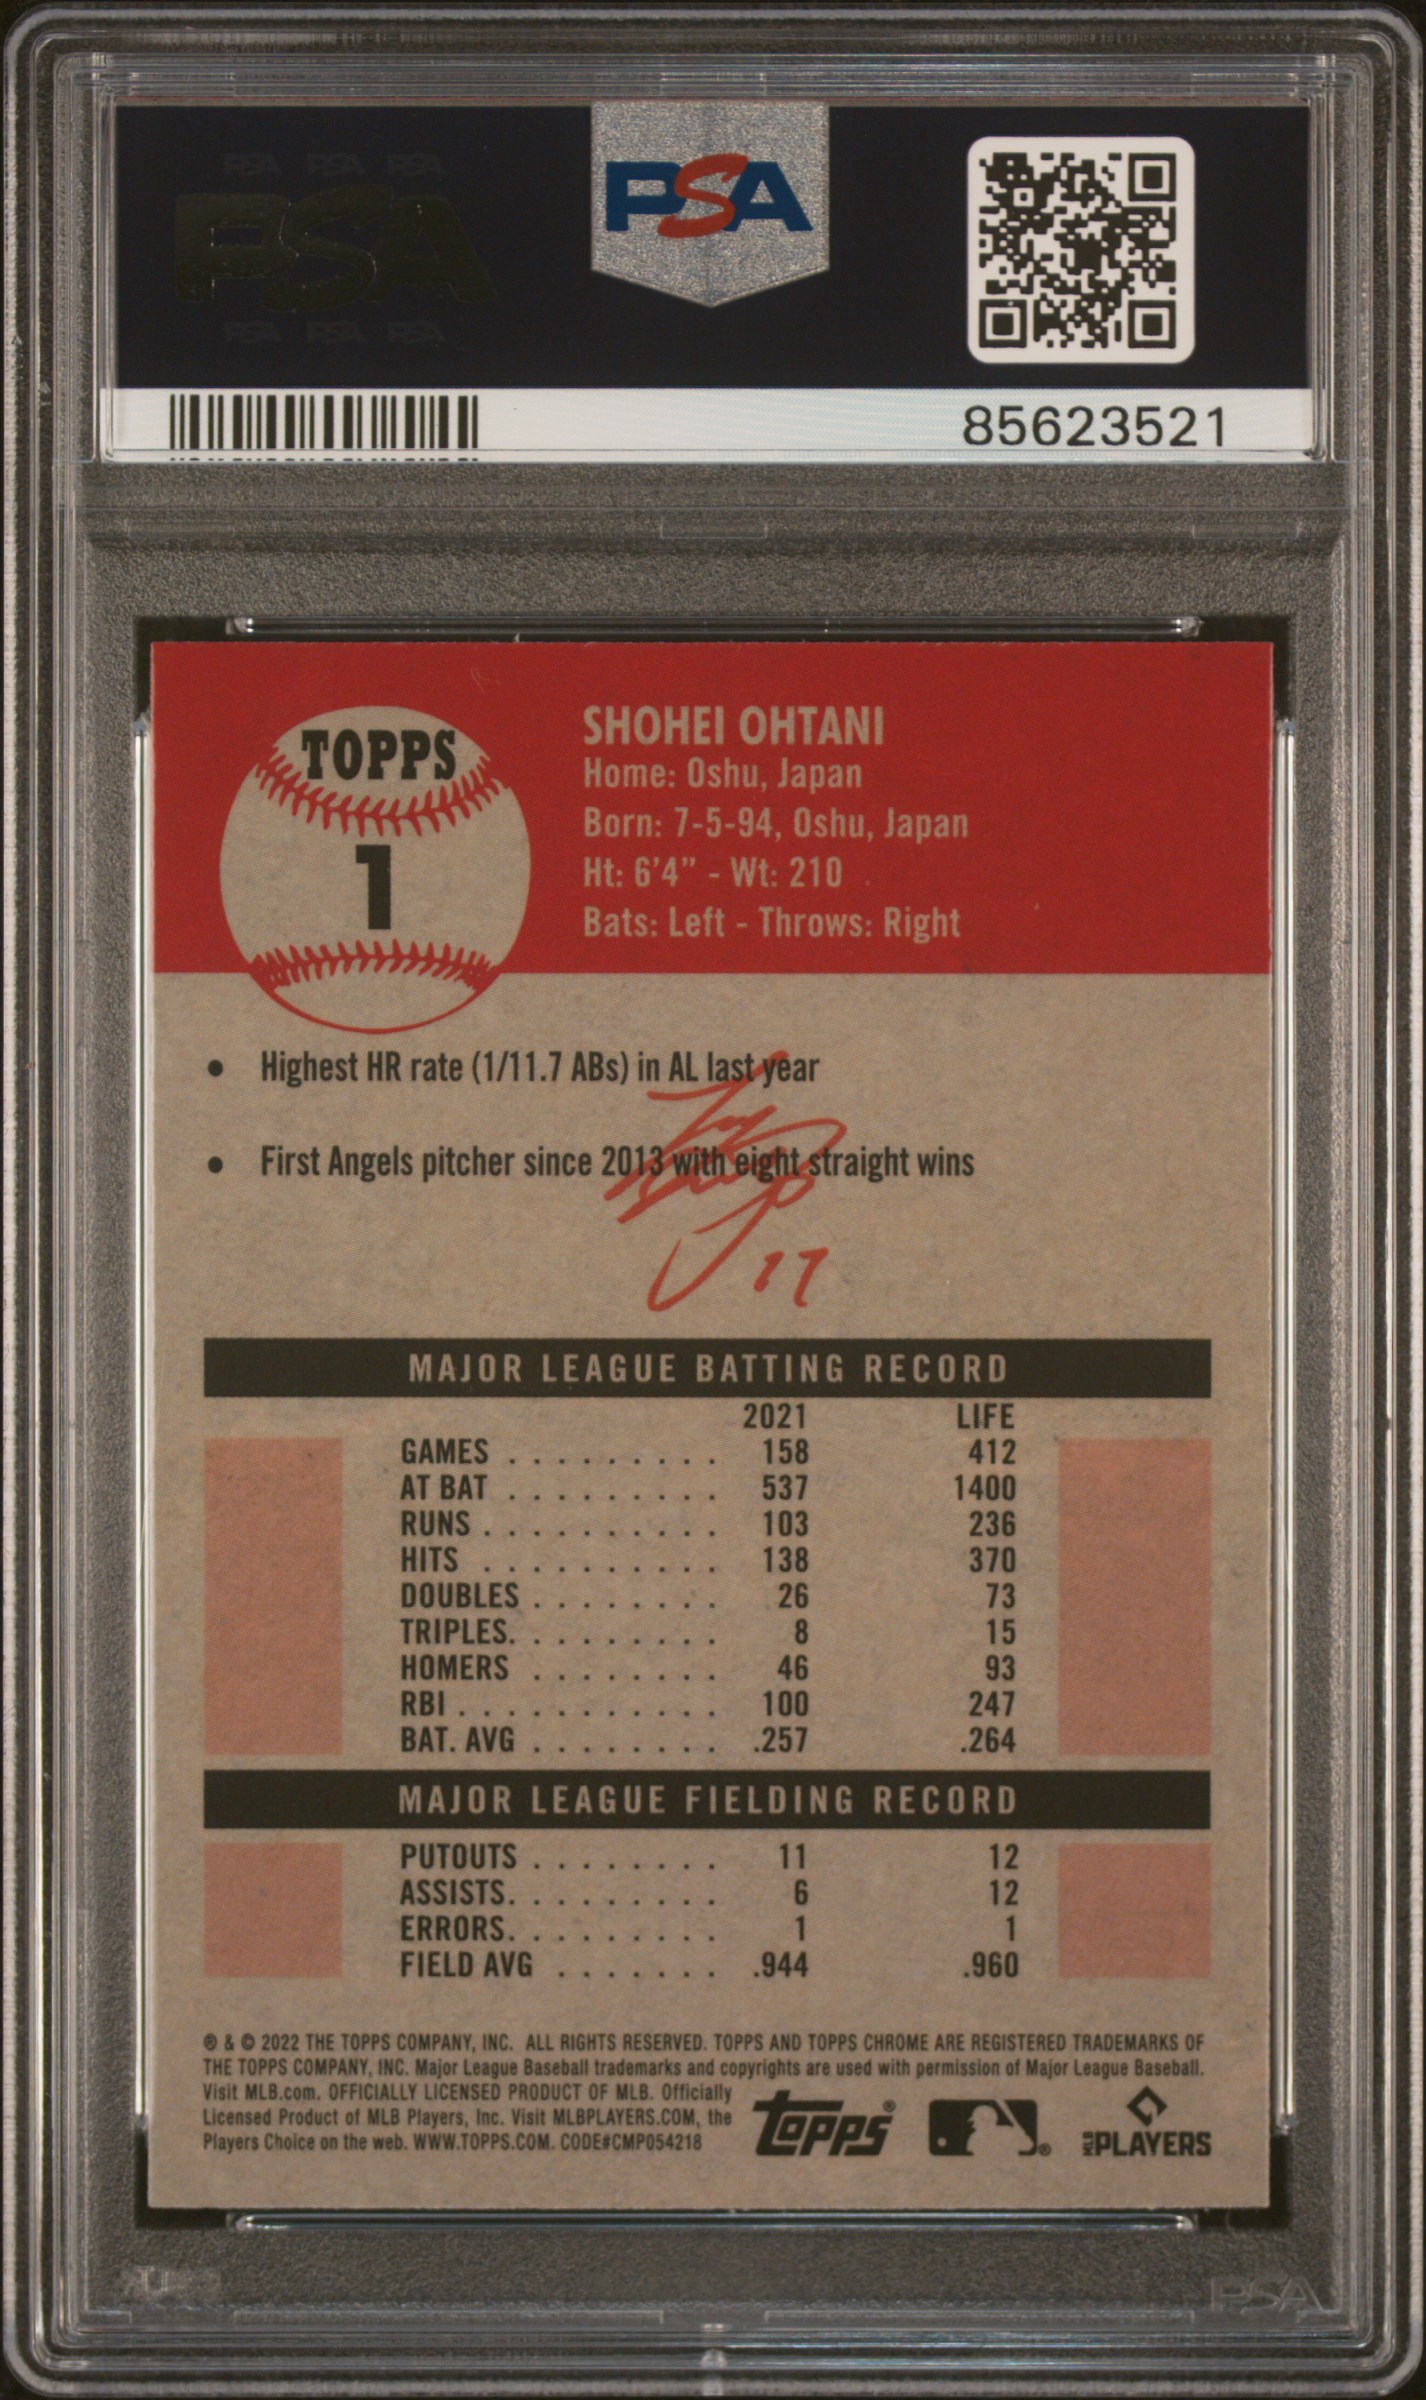 PSA PSA PSA
PSA
PSA PSA PSA
PSA
85623521
TOPPS
1
SHOHEI OHTANI
Home: Oshu, Japan
Born: 7-5-94, Oshu, Japan
Ht: 6'4” - Wt: 210
Bats: Left - Throws: Right
• Highest HR rate (1/11.7 ABs) in AL last year
• First Angels pitcher since 2013 with eight straight wins
17
MAJOR LEAGUE BATTING RECORD
2021 LIFE
GAMES . . . . . . . . . 158 412
AT BAT . . . . . . . . . 537 1400
RUNS . . . . . . . . . . 103 236
HITS . . . . . . . . . . 138 370
DOUBLES . . . . . . . . 26 73
TRIPLES. . . . . . . . . 8 15
HOMERS . . . . . . . . 46 93
RBI . . . . . . . . . . . 100 247
BAT. AVG . . . . . . . . .257 .264
MAJOR LEAGUE FIELDING RECORD
PUTOUTS . . . . . . . . 11 12
ASSISTS. . . . . . . . . 6 12
ERRORS. . . . . . . . . 1 1
FIELD AVG . . . . . . . .944 .960
® & © 2022 THE TOPPS COMPANY, INC. ALL RIGHTS RESERVED. TOPPS AND TOPPS CHROME ARE REGISTERED TRADEMARKS OF
THE TOPPS COMPANY, INC. Major League Baseball trademarks and copyrights are used with permission of Major League Baseball.
Visit MLB.com. OFFICIALLY LICENSED PRODUCT OF MLB. Officially
Licensed Product of MLB Players, Inc. Visit MLBPLAYERS.COM, the
Players Choice on the web. WWW.TOPPS.COM. CODE#CMP054218
topps®
®
MLB PLAYERS
PSA